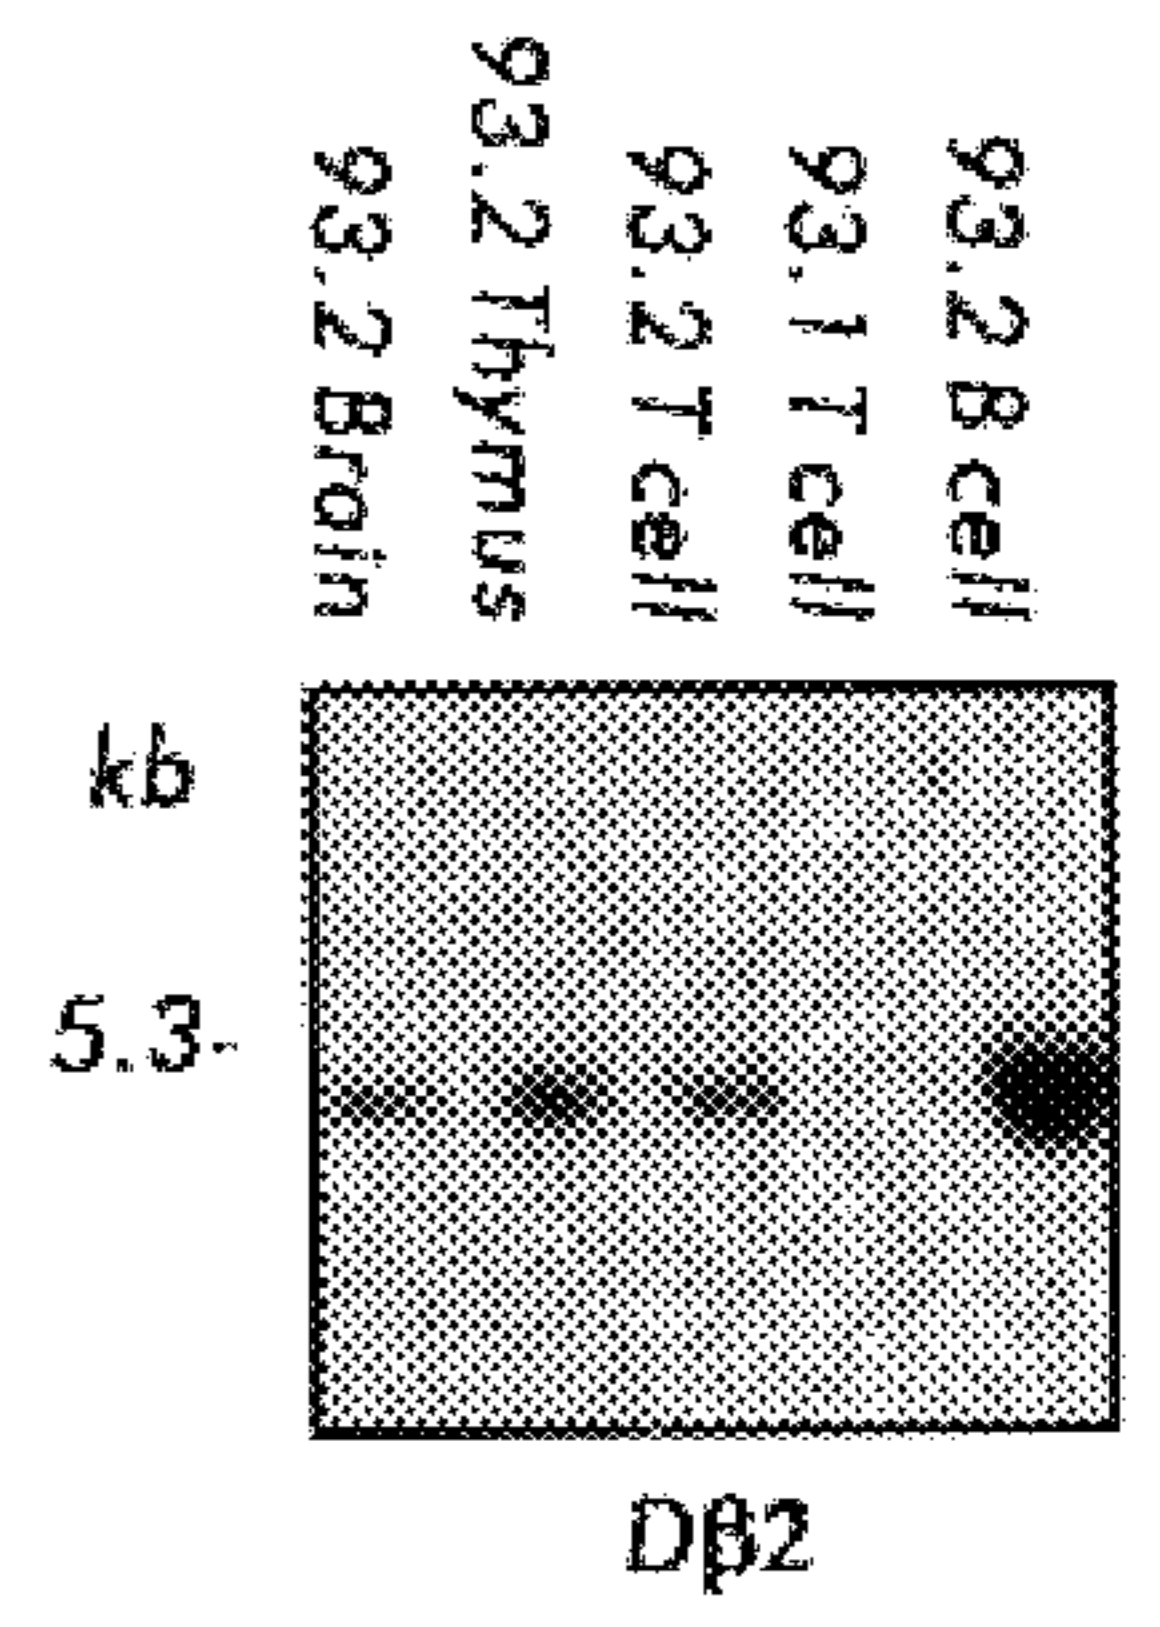 93.2 Brain
93.2 Thymus
93.2 T cell
93.1 T cell
93.2 B cell
kb
5.3-
Dβ2